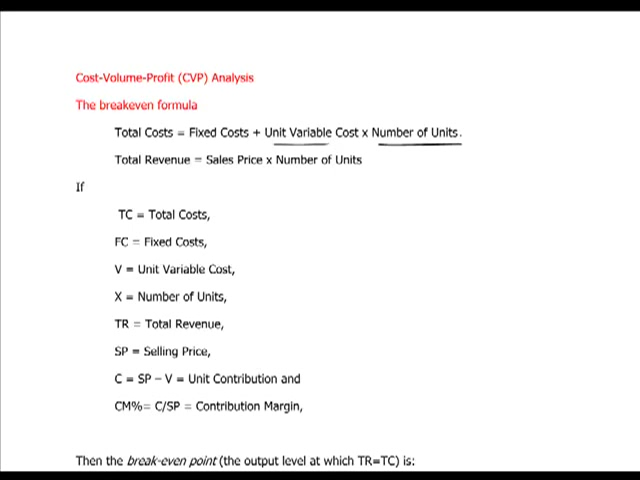 Cost-Volume-Profit (CVP) Analysis
The breakeven formula
Total Costs = Fixed Costs + Unit Variable Cost x Number of Units.
Total Revenue = Sales Price x Number of Units
If
TC = Total Costs,
FC = Fixed Costs,
V = Unit Variable Cost,
X = Number of Units,
TR = Total Revenue,
SP = Selling Price,
C = SP – V = Unit Contribution and
CM%= C/SP = Contribution Margin,
Then the break-even point (the output level at which TR=TC) is: